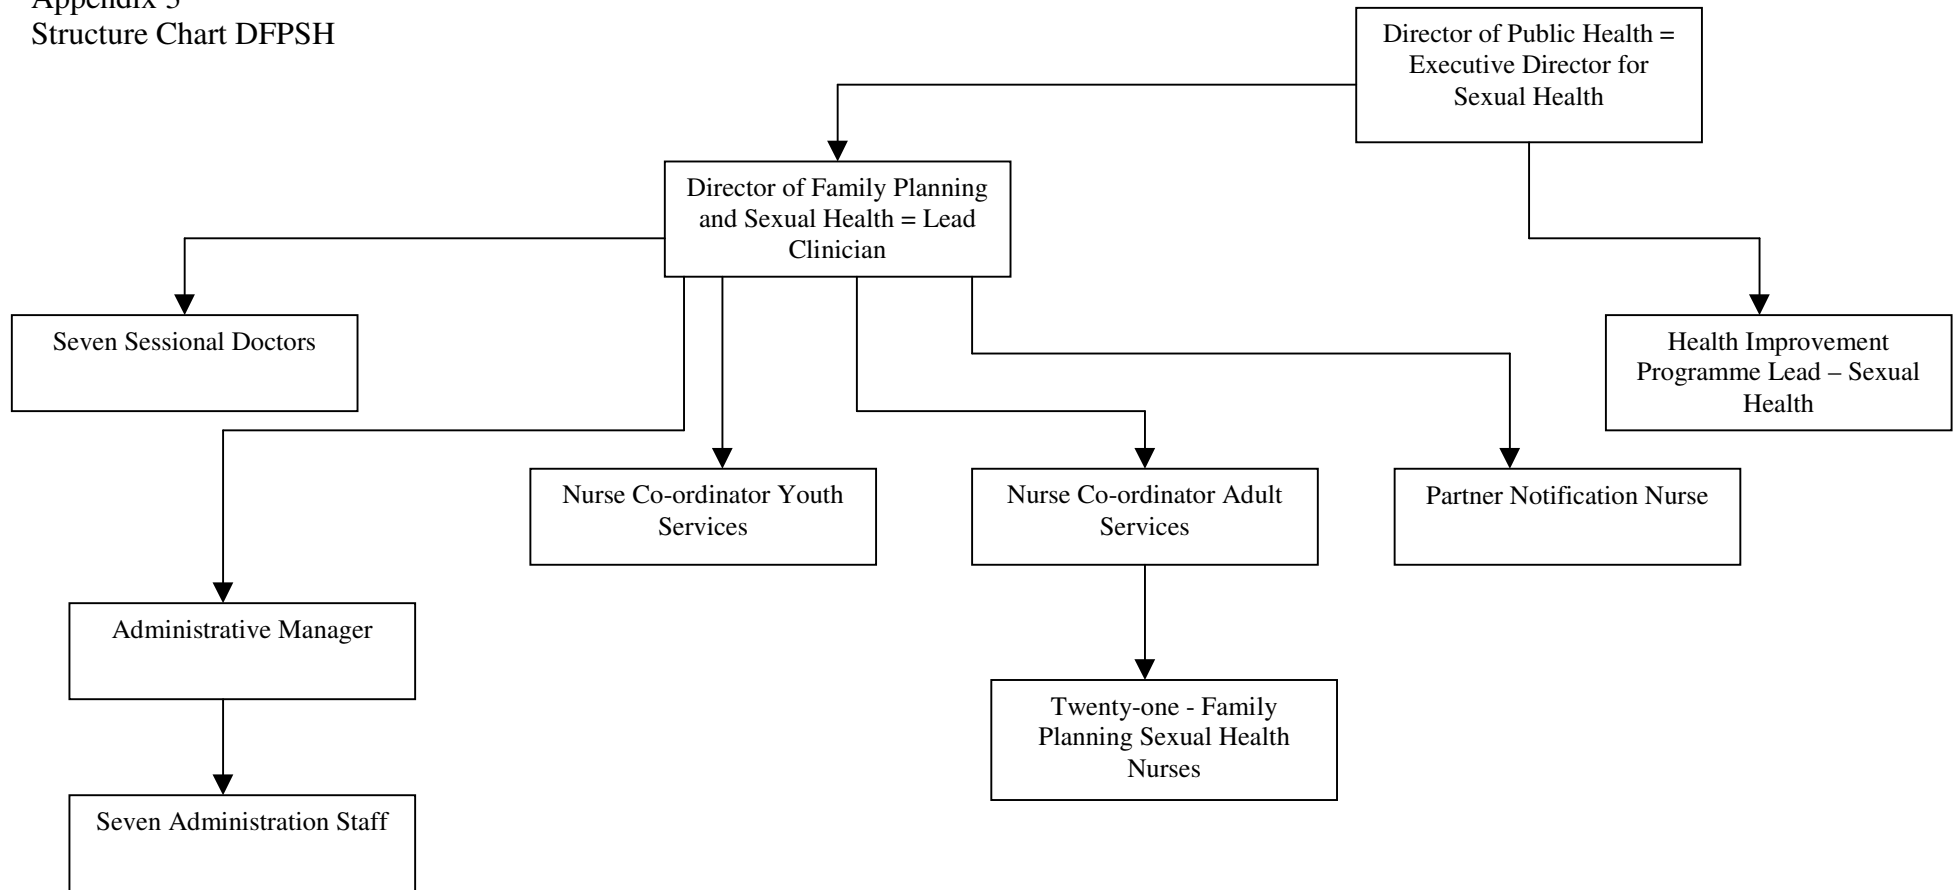 Appendix 5
Structure Chart DFPSH
Director of Public Health =
Executive Director for
Sexual Health
Director of Family Planning
and Sexual Health = Lead
Clinician
Seven Sessional Doctors
Health Improvement
Programme Lead – Sexual
Health
Nurse Co-ordinator Youth
Services
Nurse Co-ordinator Adult
Services
Partner Notification Nurse
Administrative Manager
Twenty-one - Family
Planning Sexual Health
Nurses
Seven Administration Staff